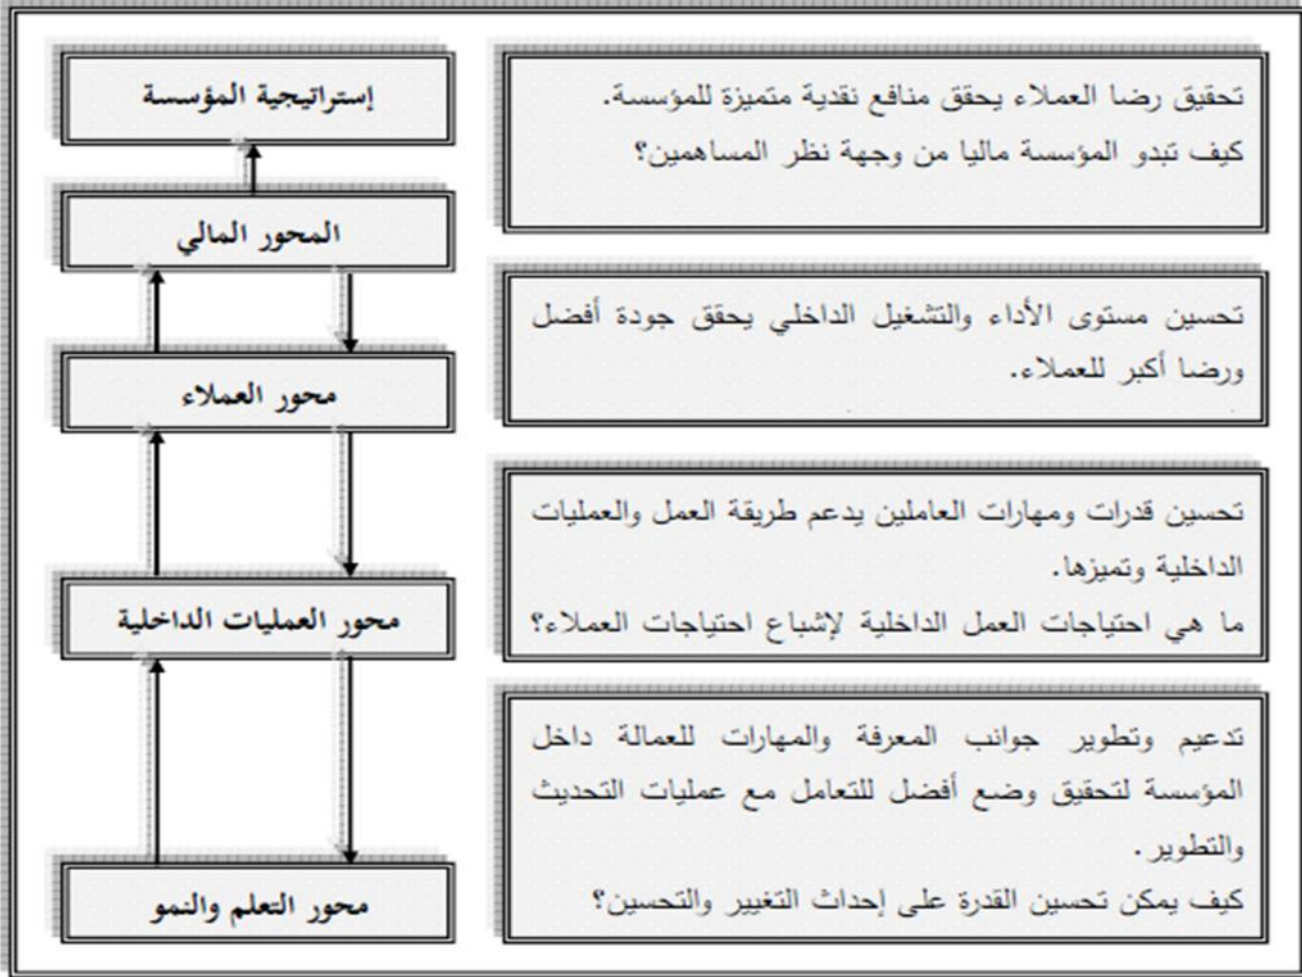 إستراتيجية المؤسسة
تحقيق رضا العملاء يحقق منافع نقدية متميزة للمؤسسة.
كيف تبدو المؤسسة ماليا من وجهة نظر المساهمين؟
المحور المالي
تحسين مستوى الأداء والتشغيل الداخلي يحقق جودة أفضل
ورضا أكبر للعملاء.
محور العملاء
تحسين قدرات ومهارات العاملين يدعم طريقة العمل والعمليات
الداخلية وتميزها.
ما هي احتياجات العمل الداخلية لإشباع احتياجات العملاء؟
محور العمليات الداخلية
تدعيم وتطوير جوانب المعرفة والمهارات للعمالة داخل
المؤسسة لتحقيق وضع أفضل للتعامل مع عمليات التحديث
والتطوير.
كيف يمكن تحسين القدرة على إحداث التغيير والتحسين؟
محور التعلم والنمو